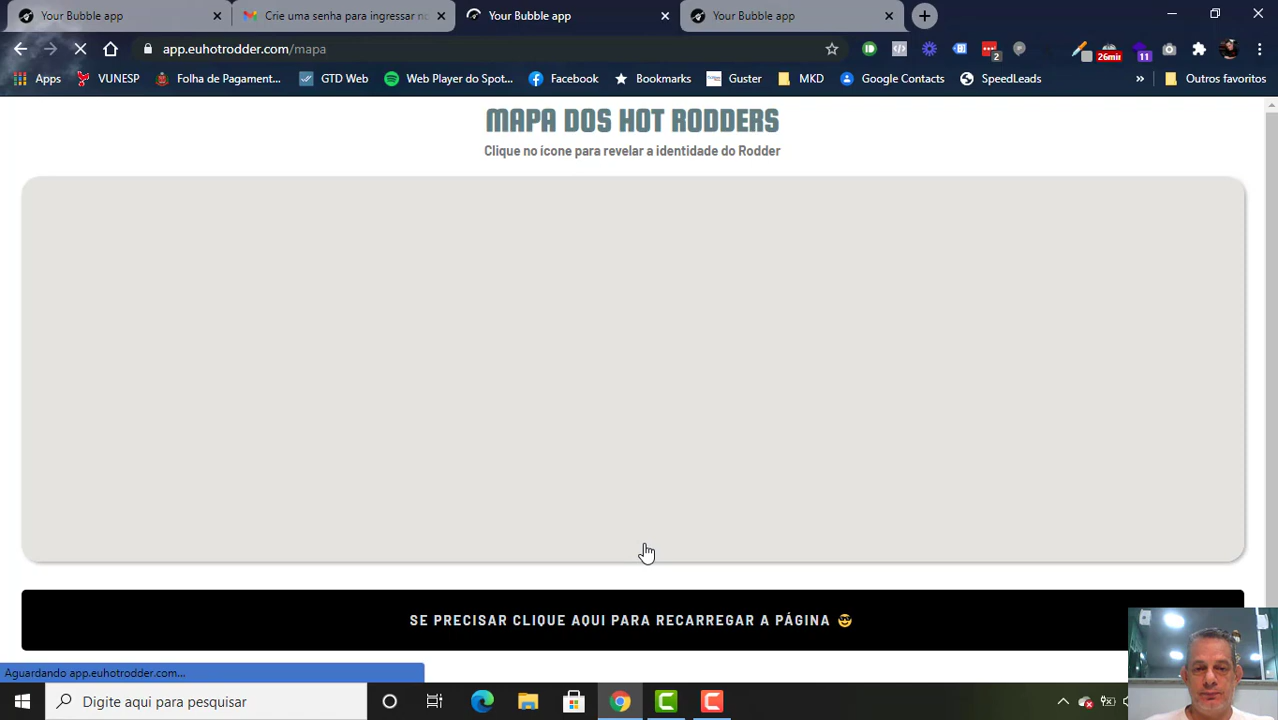 Your Bubble app
Crie uma senha para ingressar n
Your Bubble app
Your Bubble app
app.euhotrodder.com/mapa
26min
2
11
Apps
VUNESP
Folha de Pagament...
GTD Web
Web Player do Spot...
Facebook
Bookmarks
Guster
MKD
Google Contacts
SpeedLeads
»
Outros favoritos
MAPA DOS HOT RODDERS
Clique no ícone para revelar a identidade do Rodder
SE PRECISAR CLIQUE AQUI PARA RECARREGAR A PÁGINA 😎
Aguardando app.euhotrodder.com...
Digite aqui para pesquisar